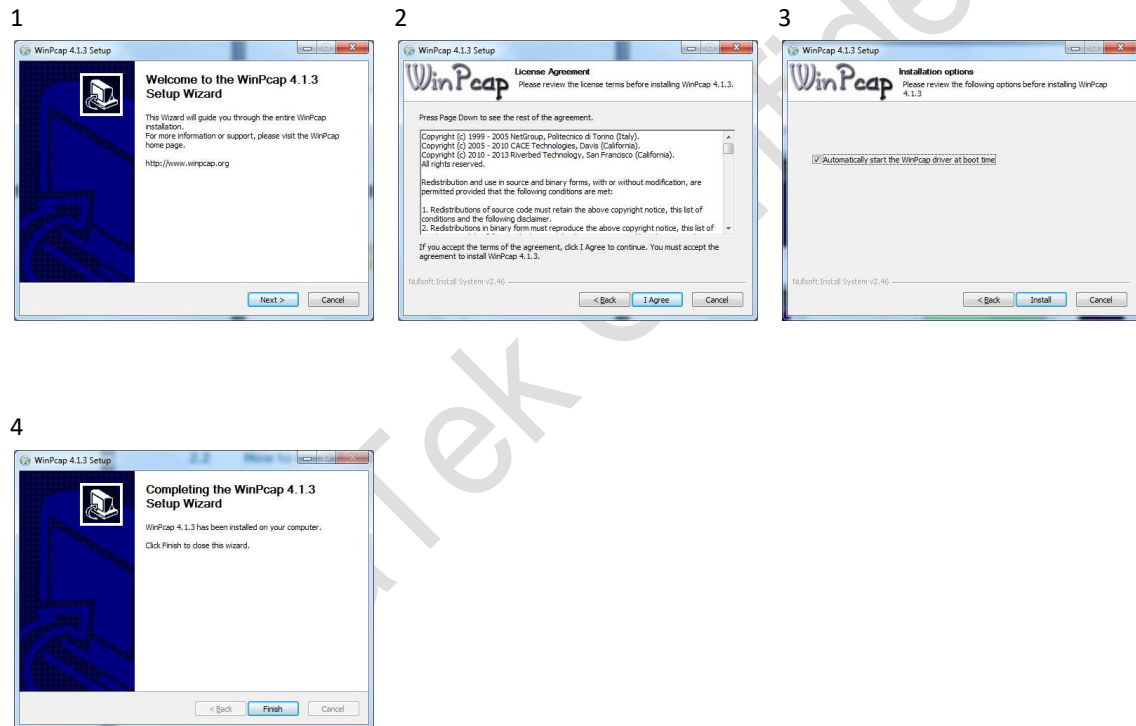 1
WinPcap 4.1.3 Setup
Welcome to the WinPcap 4.1.3
Setup Wizard
This Wizard will guide you through the entire WinPcap
installation.
For more information or support, please visit the WinPcap
home page.
http://www.winpcap.org
Next >
Cancel
2
WinPcap 4.1.3 Setup
WinPcap
License Agreement
Please review the license terms before installing WinPcap 4.1.3.
Press Page Down to see the rest of the agreement.
Copyright (c) 1999 - 2005 NetGroup, Politecnico di Torino (Italy).
Copyright (c) 2005 - 2010 CACE Technologies, Davis (California).
Copyright (c) 2010 - 2013 Riverbed Technology, San Francisco (California).
All rights reserved.
Redistribution and use in source and binary forms, with or without modification, are
permitted provided that the following conditions are met:
1. Redistributions of source code must retain the above copyright notice, this list of
conditions and the following disclaimer.
2. Redistributions in binary form must reproduce the above copyright notice, this list of
If you accept the terms of the agreement, click I Agree to continue. You must accept the
agreement to install WinPcap 4.1.3.
Nullsoft Install System v2.46
< Back
I Agree
Cancel
3
WinPcap 4.1.3 Setup
WinPcap
Installation options
Please review the following options before installing WinPcap
4.1.3
Automatically start the WinPcap driver at boot time
Nullsoft Install System v2.46
< Back
Install
Cancel
4
WinPcap 4.1.3 Setup
2.2
Completing the WinPcap 4.1.3
Setup Wizard
WinPcap 4.1.3 has been installed on your computer.
Click Finish to close this wizard.
< Back
Finish
Cancel